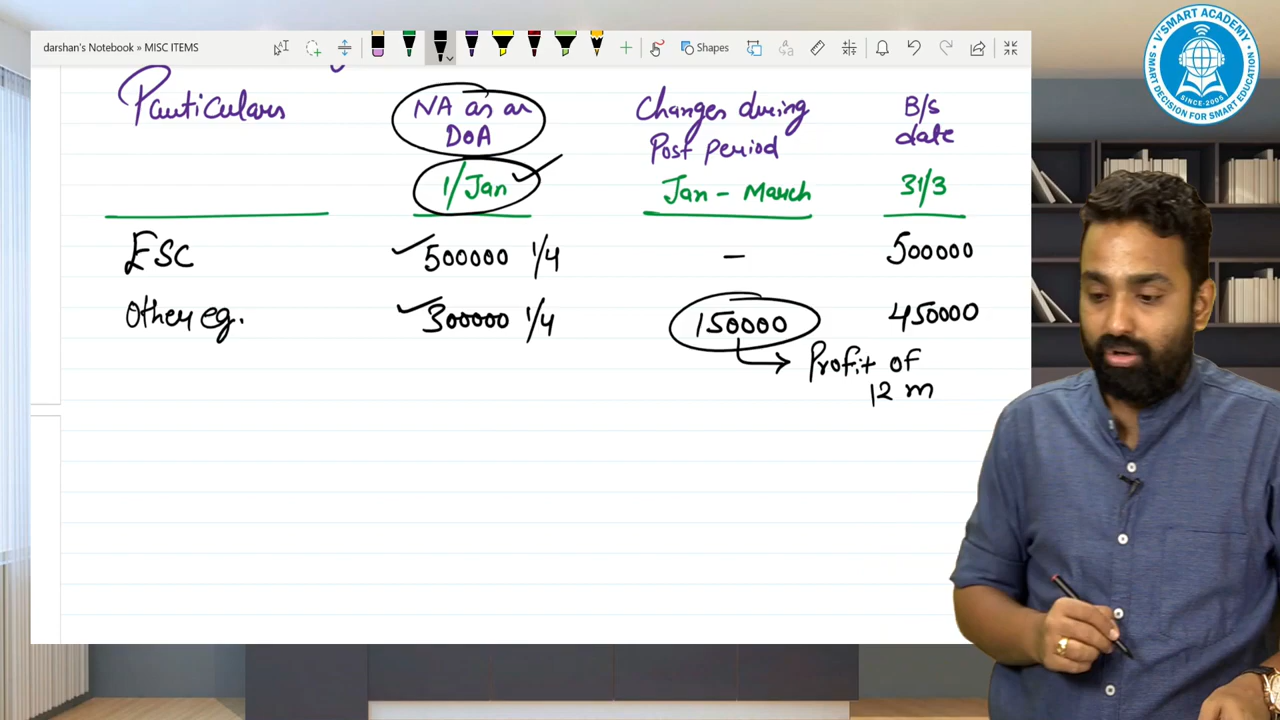 darshan's Notebook » MISC ITEMS
Shapes
Particulars
NA as on
DOA
Changes during
Post period
B/s
date
1/Jan
Jan - March
31/3
ESC 500000 1/4 - 500000
Other eq. 300000 1/4 150000 450000
Profit of
12 m
V'SMART ACADEMY
SINCE-2005
SMART DECISION FOR SMART EDUCATION